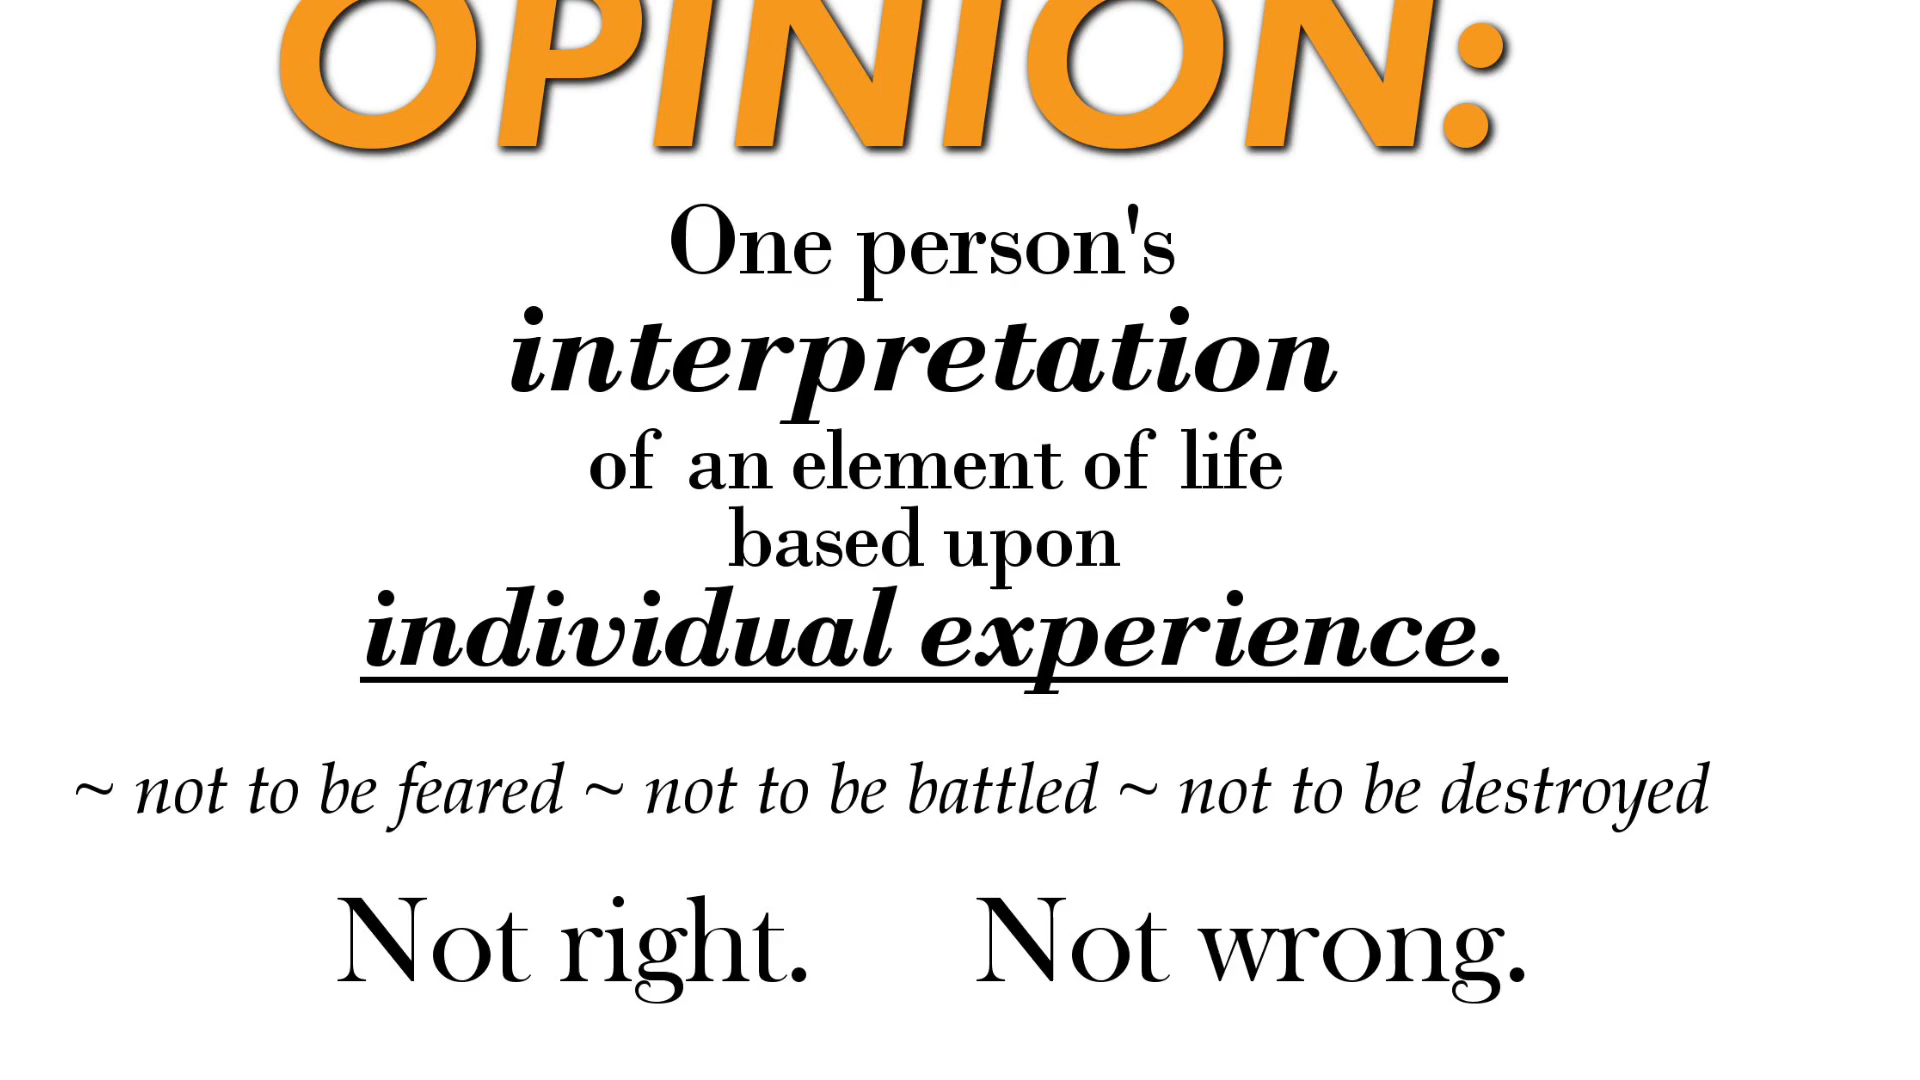 OPINION:
One person's
interpretation
of an element of life
based upon
individual experience.
~ not to be feared ~ not to be battled ~ not to be destroyed
Not right. Not wrong.